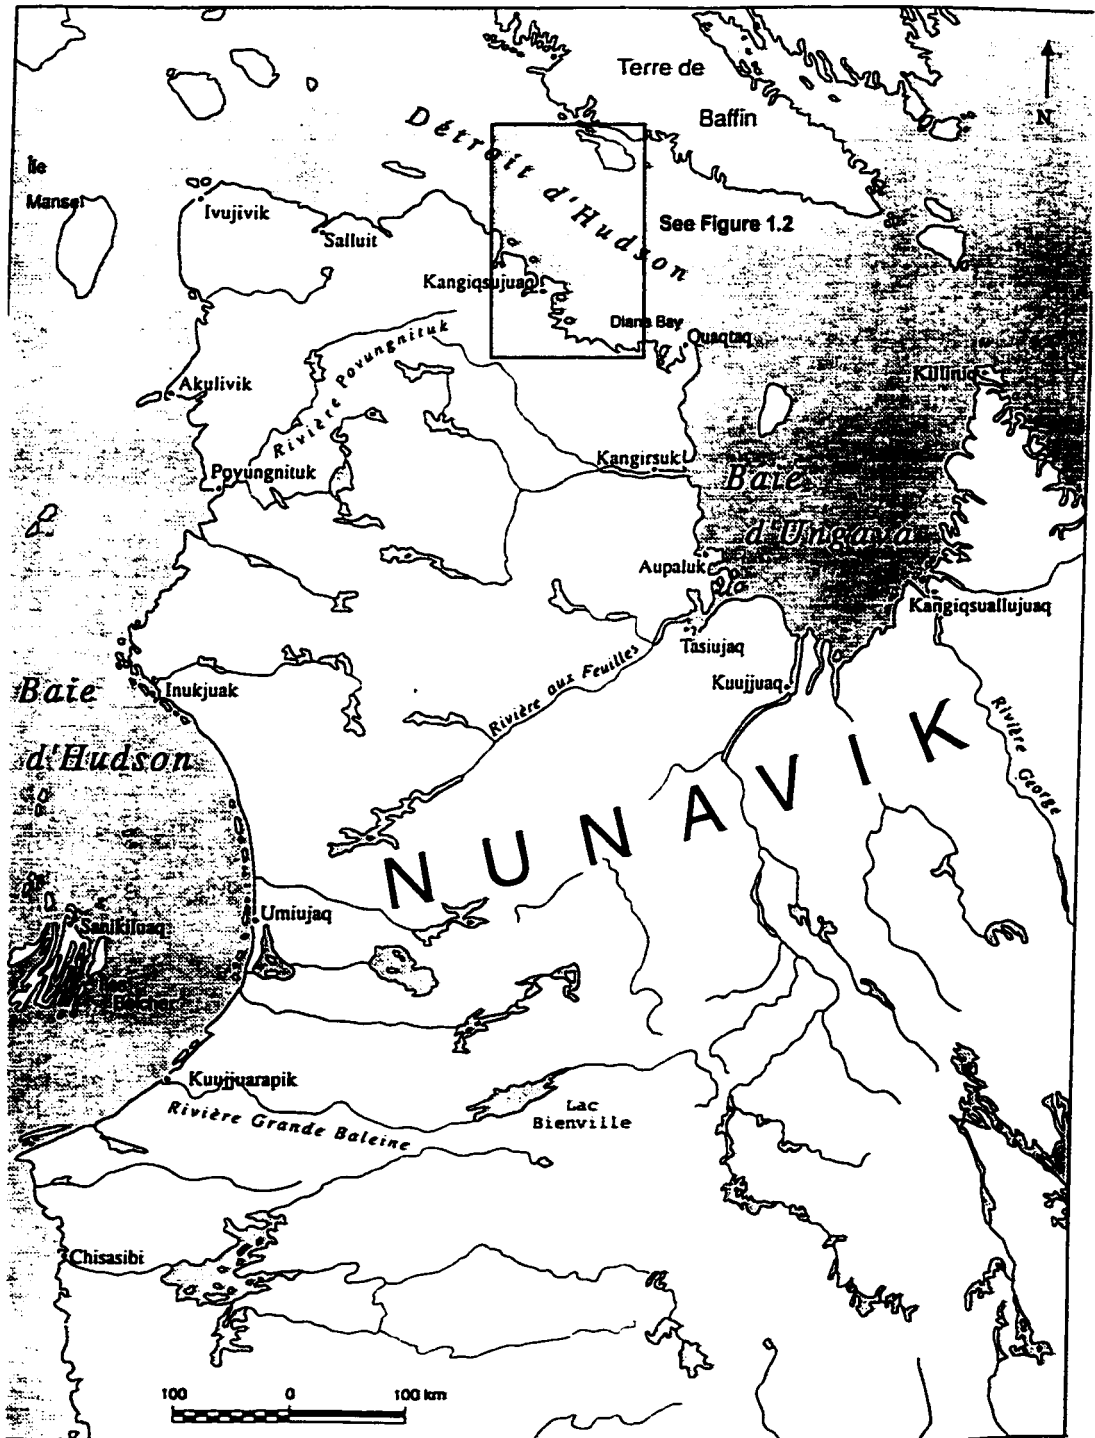 Terre de
Baffin
N
Détroit d'Hudson
Île
Mansel
Ivujivik
Salluit
See Figure 1.2
Kangiqsujuaq
Diana Bay
Quaqtaq
Rivière Povungnituk
Killiniq
Akulivik
Povungnituk
Kangirsuk
Baie
d'Ungava
Aupaluk
Kangiqsuallujuaq
Tasiujaq
Rivière aux Feuilles
Kuujjuaq
Baie
d'Hudson
Inukjuak
Rivière George
NUNAVIK
Umiujaq
Sanikiluaq
Belcher
Kuujjuarapik
Rivière Grande Baleine
Lac
Bienville
Chisasibi
100 0 100 km